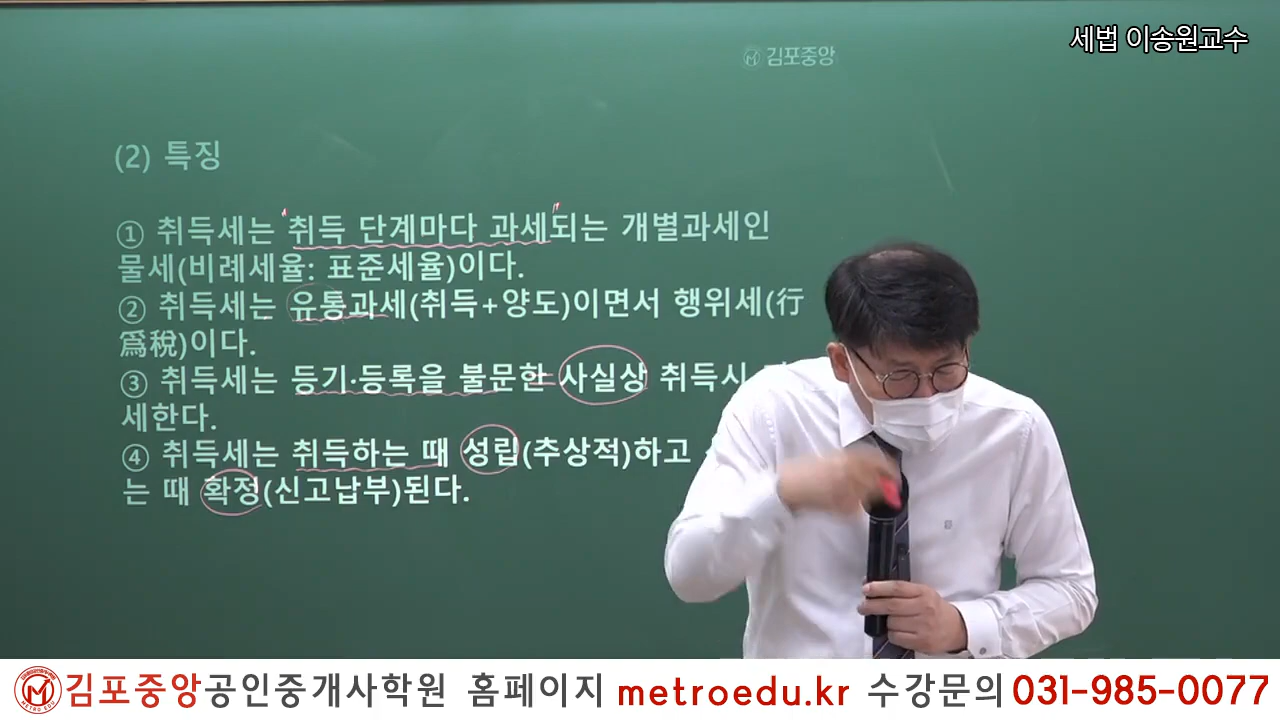 세법 이송원교수
김포중앙
(2) 특징
① 취득세는 취득 단계마다 과세되는 개별과세인
물세(비례세율: 표준세율)이다.
② 취득세는 유통과세(취득+양도)이면서 행위세(行
爲稅)이다.
③ 취득세는 등기·등록을 불문한 사실상 취득시
세한다.
④ 취득세는 취득하는 때 성립(추상적)하고
는 때 확정(신고납부)된다.
김포중앙공인중개사학원 홈페이지 metroedu.kr 수강문의 031-985-0077